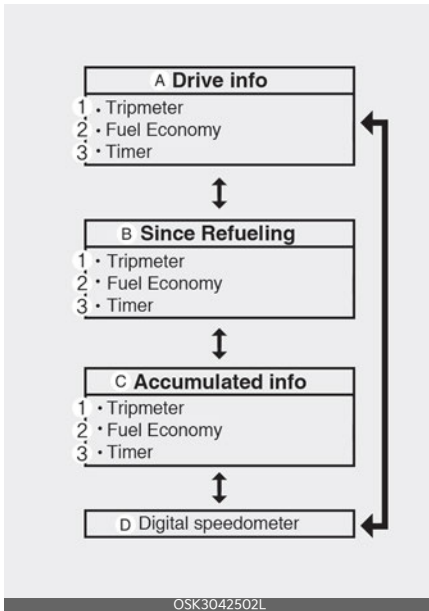 A Drive info
1 · Tripmeter
2 · Fuel Economy
3 · Timer
B Since Refueling
1 · Tripmeter
2 · Fuel Economy
3 · Timer
C Accumulated info
1 · Tripmeter
2 · Fuel Economy
3 · Timer
D Digital speedometer
OSK3042502L